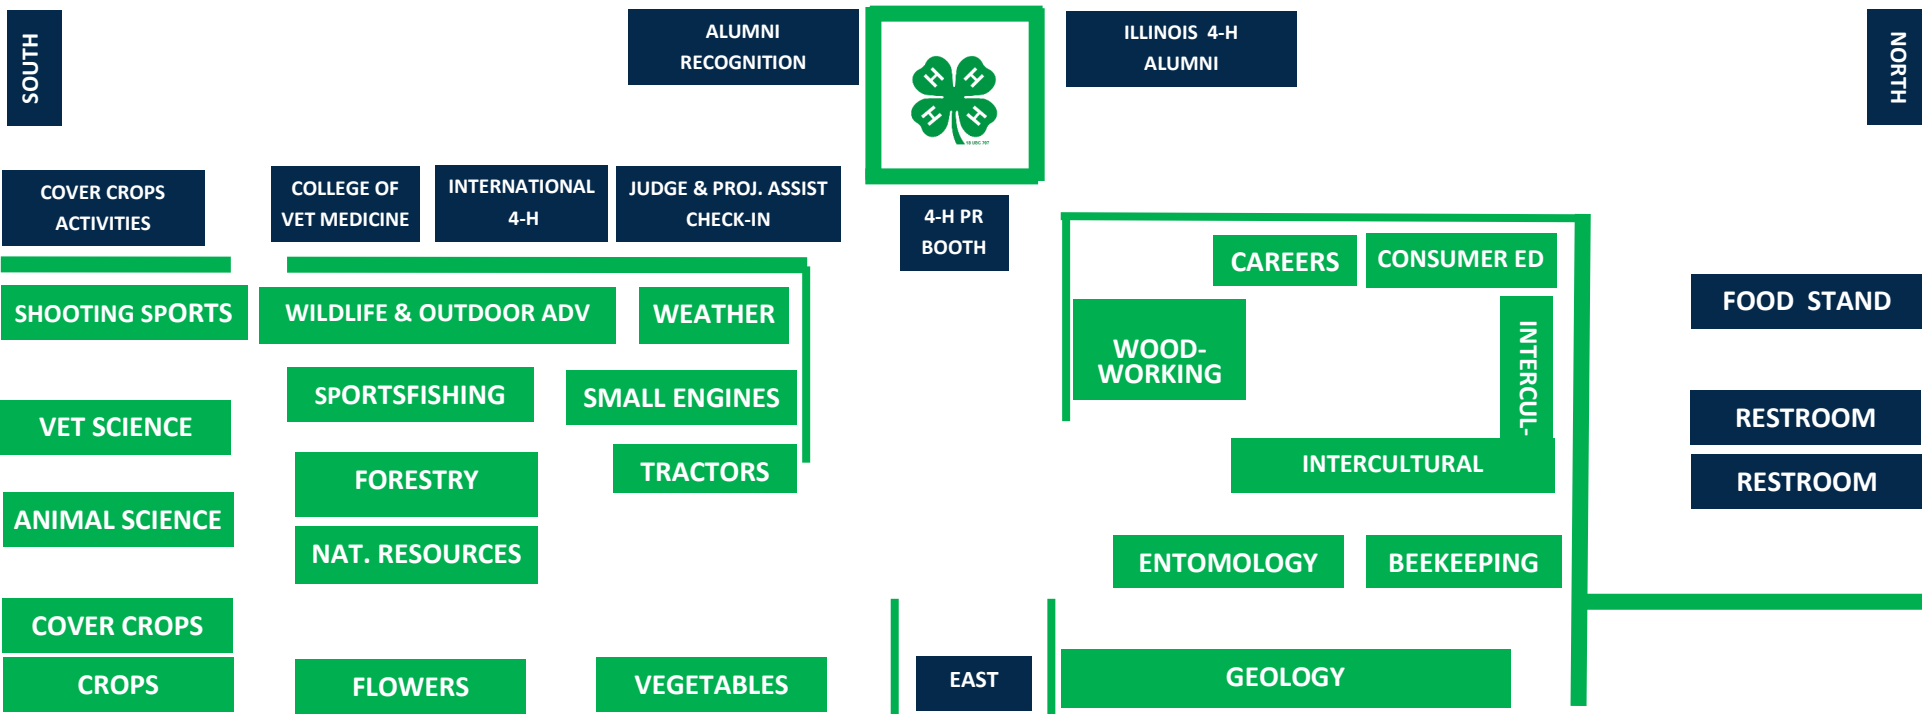 SOUTH
ALUMNI
RECOGNITION
H H
H H
18 USC 707
ILLINOIS 4-H
ALUMNI
NORTH
COVER CROPS
ACTIVITIES
COLLEGE OF
VET MEDICINE
INTERNATIONAL
4-H
JUDGE & PROJ. ASSIST
CHECK-IN
4-H PR
BOOTH
CAREERS
CONSUMER ED
SHOOTING SPORTS
WILDLIFE & OUTDOOR ADV
WEATHER
FOOD STAND
WOOD-
WORKING
INTERCUL-
SPORTSFISHING
SMALL ENGINES
VET SCIENCE
RESTROOM
FORESTRY
TRACTORS
INTERCULTURAL
RESTROOM
ANIMAL SCIENCE
NAT. RESOURCES
ENTOMOLOGY
BEEKEEPING
COVER CROPS
CROPS
FLOWERS
VEGETABLES
EAST
GEOLOGY